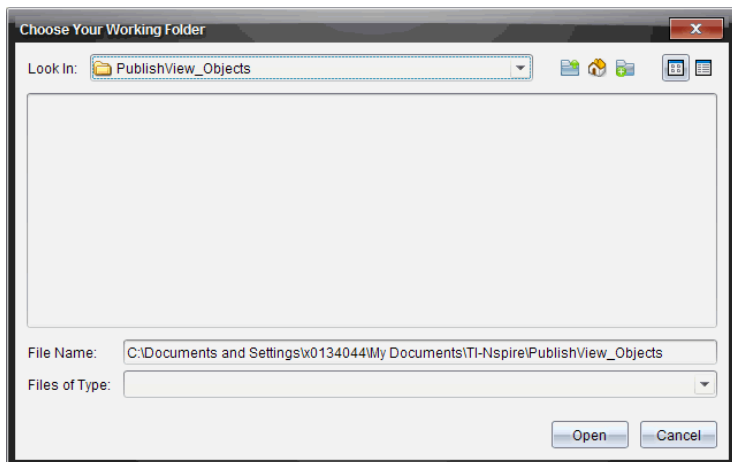 Choose Your Working Folder
Look In: PublishView_Objects
File Name: C:\Documents and Settings\x0134044\My Documents\TI-Nspire\PublishView_Objects
Files of Type:
Open Cancel